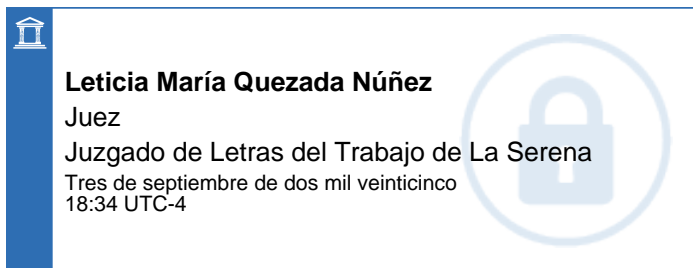 Leticia María Quezada Núñez
Juez
Juzgado de Letras del Trabajo de La Serena
Tres de septiembre de dos mil veinticinco
18:34 UTC-4